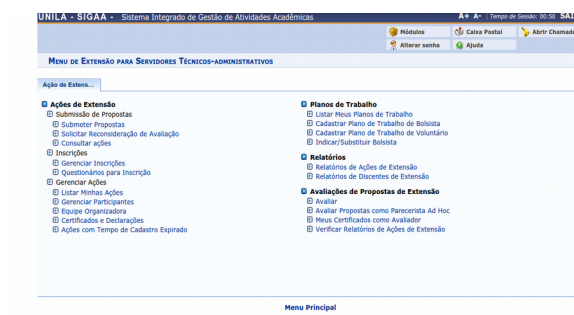 UNILA - SIGAA - Sistema Integrado de Gestão de Atividades Acadêmicas
A+ A- | Tempo de Sessão: 00:50 SAI
Módulos
Caixa Postal
Abrir Chamado
Alterar senha
Ajuda
Menu de Extensão para Servidores Técnicos-administrativos
Ação de Extens...
Ações de Extensão
Submissão de Propostas
Submeter Propostas
Solicitar Reconsideração de Avaliação
Consultar ações
Inscrições
Gerenciar Inscrições
Questionários para Inscrição
Gerenciar Ações
Listar Minhas Ações
Gerenciar Participantes
Equipe Organizadora
Certificados e Declarações
Ações com Tempo de Cadastro Expirado
Planos de Trabalho
Listar Meus Planos de Trabalho
Cadastrar Plano de Trabalho de Bolsista
Cadastrar Plano de Trabalho de Voluntário
Indicar/Substituir Bolsista
Relatórios
Relatórios de Ações de Extensão
Relatórios de Discentes de Extensão
Avaliações de Propostas de Extensão
Avaliar
Avaliar Propostas como Parecerista Ad Hoc
Meus Certificados como Avaliador
Verificar Relatórios de Ações de Extensão
Menu Principal